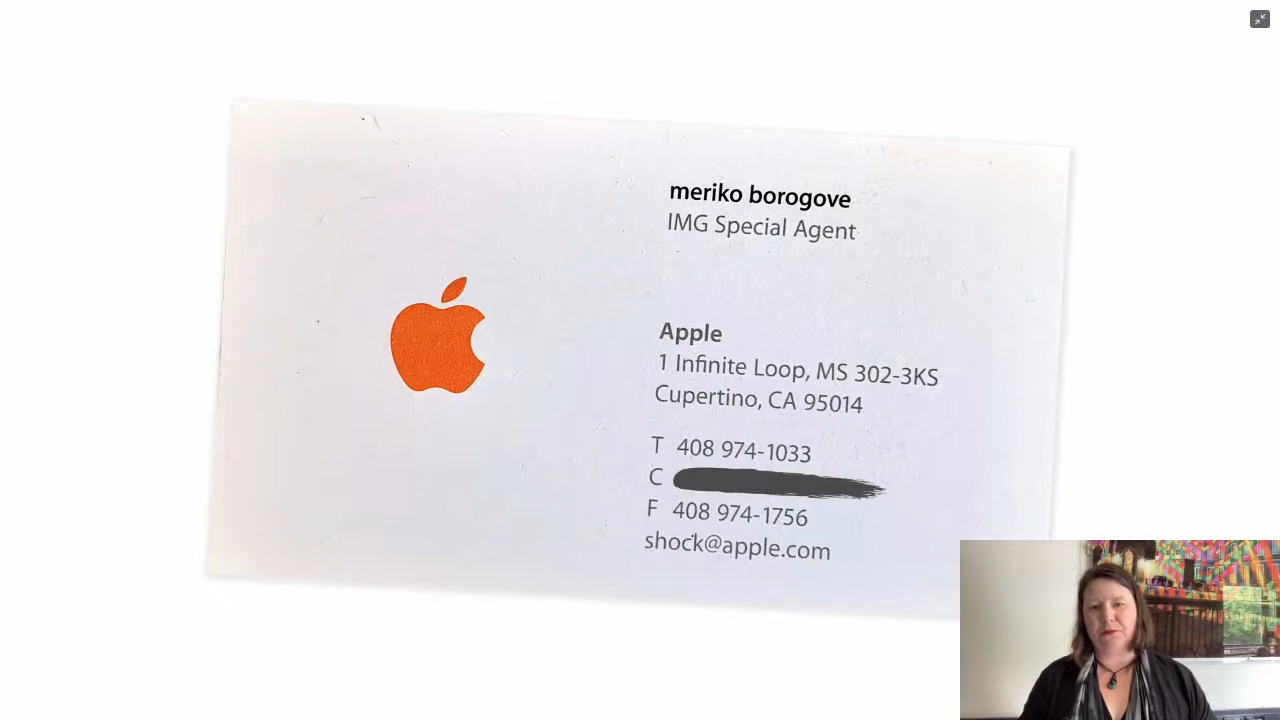 meriko borogove
IMG Special Agent
Apple
1 Infinite Loop, MS 302-3KS
Cupertino, CA 95014
T 408 974-1033
C
F 408 974-1756
shock@apple.com